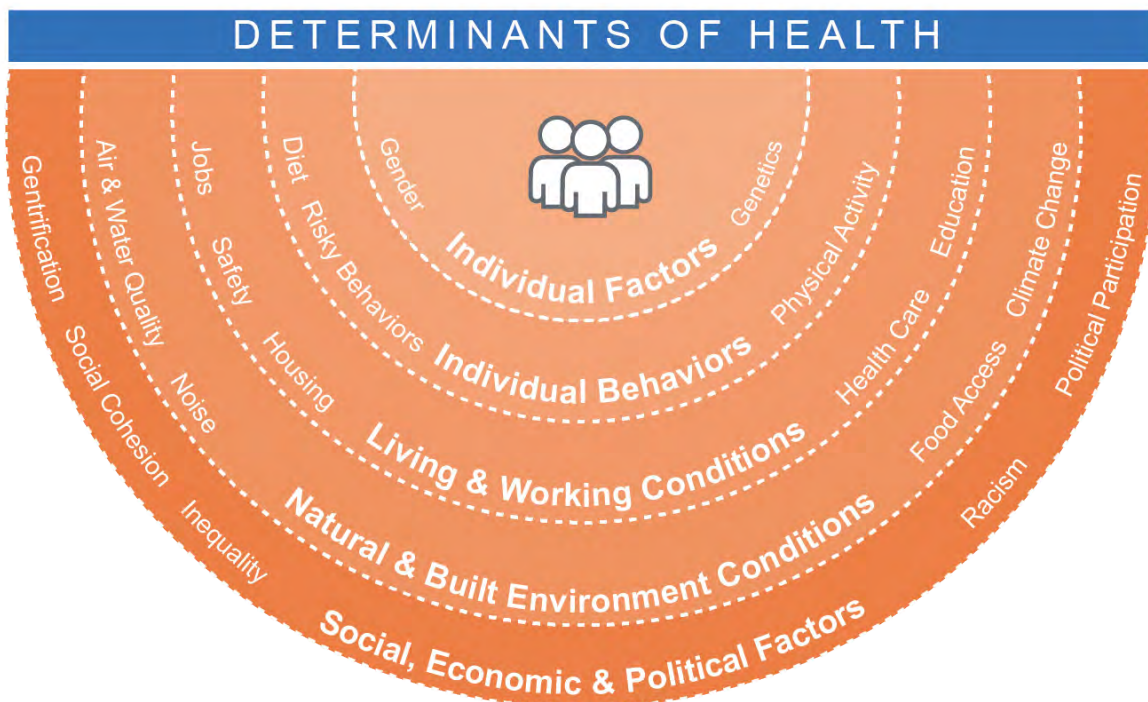 DETERMINANTS OF HEALTH
Gender
Individual Factors
Genetics
Diet
Risky Behaviors
Individual Behaviors
Physical Activity
Jobs
Safety
Housing
Living & Working Conditions
Health Care
Education
Air & Water Quality
Noise
Natural & Built Environment Conditions
Food Access
Climate Change
Gentrification
Social Cohesion
Inequality
Social, Economic & Political Factors
Racism
Political Participation